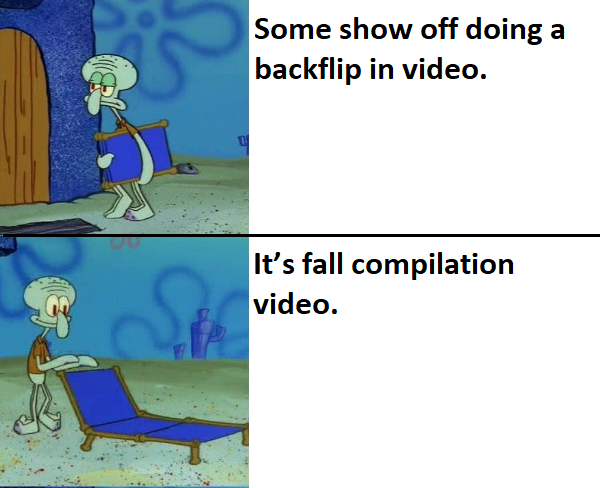 Some show off doing a
backflip in video.
It’s fall compilation
video.